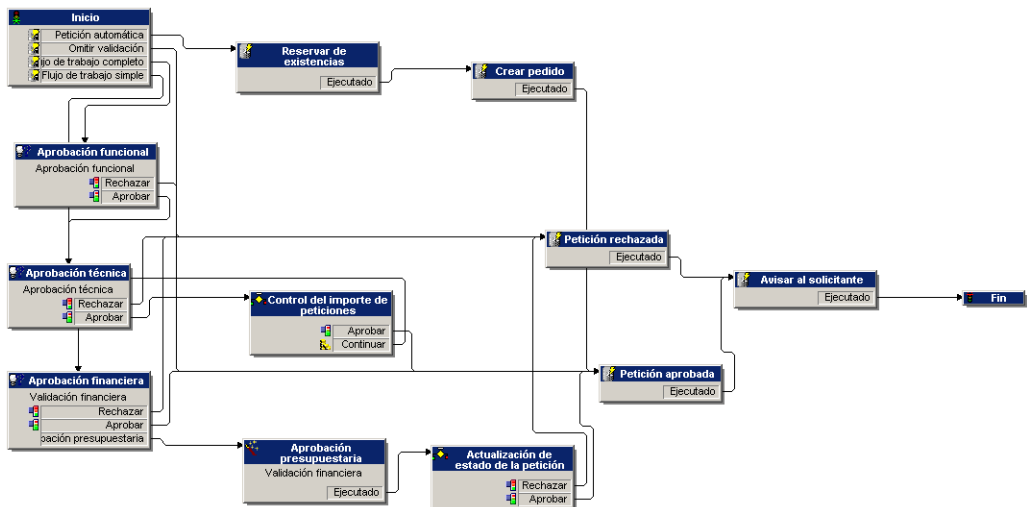 Inicio
Petición automática
Omitir validación
ujo de trabajo completo
Flujo de trabajo simple
Reservar de
existencias
Ejecutado
Crear pedido
Ejecutado
Aprobación funcional
Aprobación funcional
Rechazar
Aprobar
Petición rechazada
Ejecutado
Aprobación técnica
Aprobación técnica
Rechazar
Aprobar
Control del importe de
peticiones
Aprobar
Continuar
Avisar al solicitante
Ejecutado
Fin
Aprobación financiera
Validación financiera
Rechazar
Aprobar
bación presupuestaria
Petición aprobada
Ejecutado
Aprobación
presupuestaria
Validación financiera
Ejecutado
Actualización de
estado de la petición
Rechazar
Aprobar